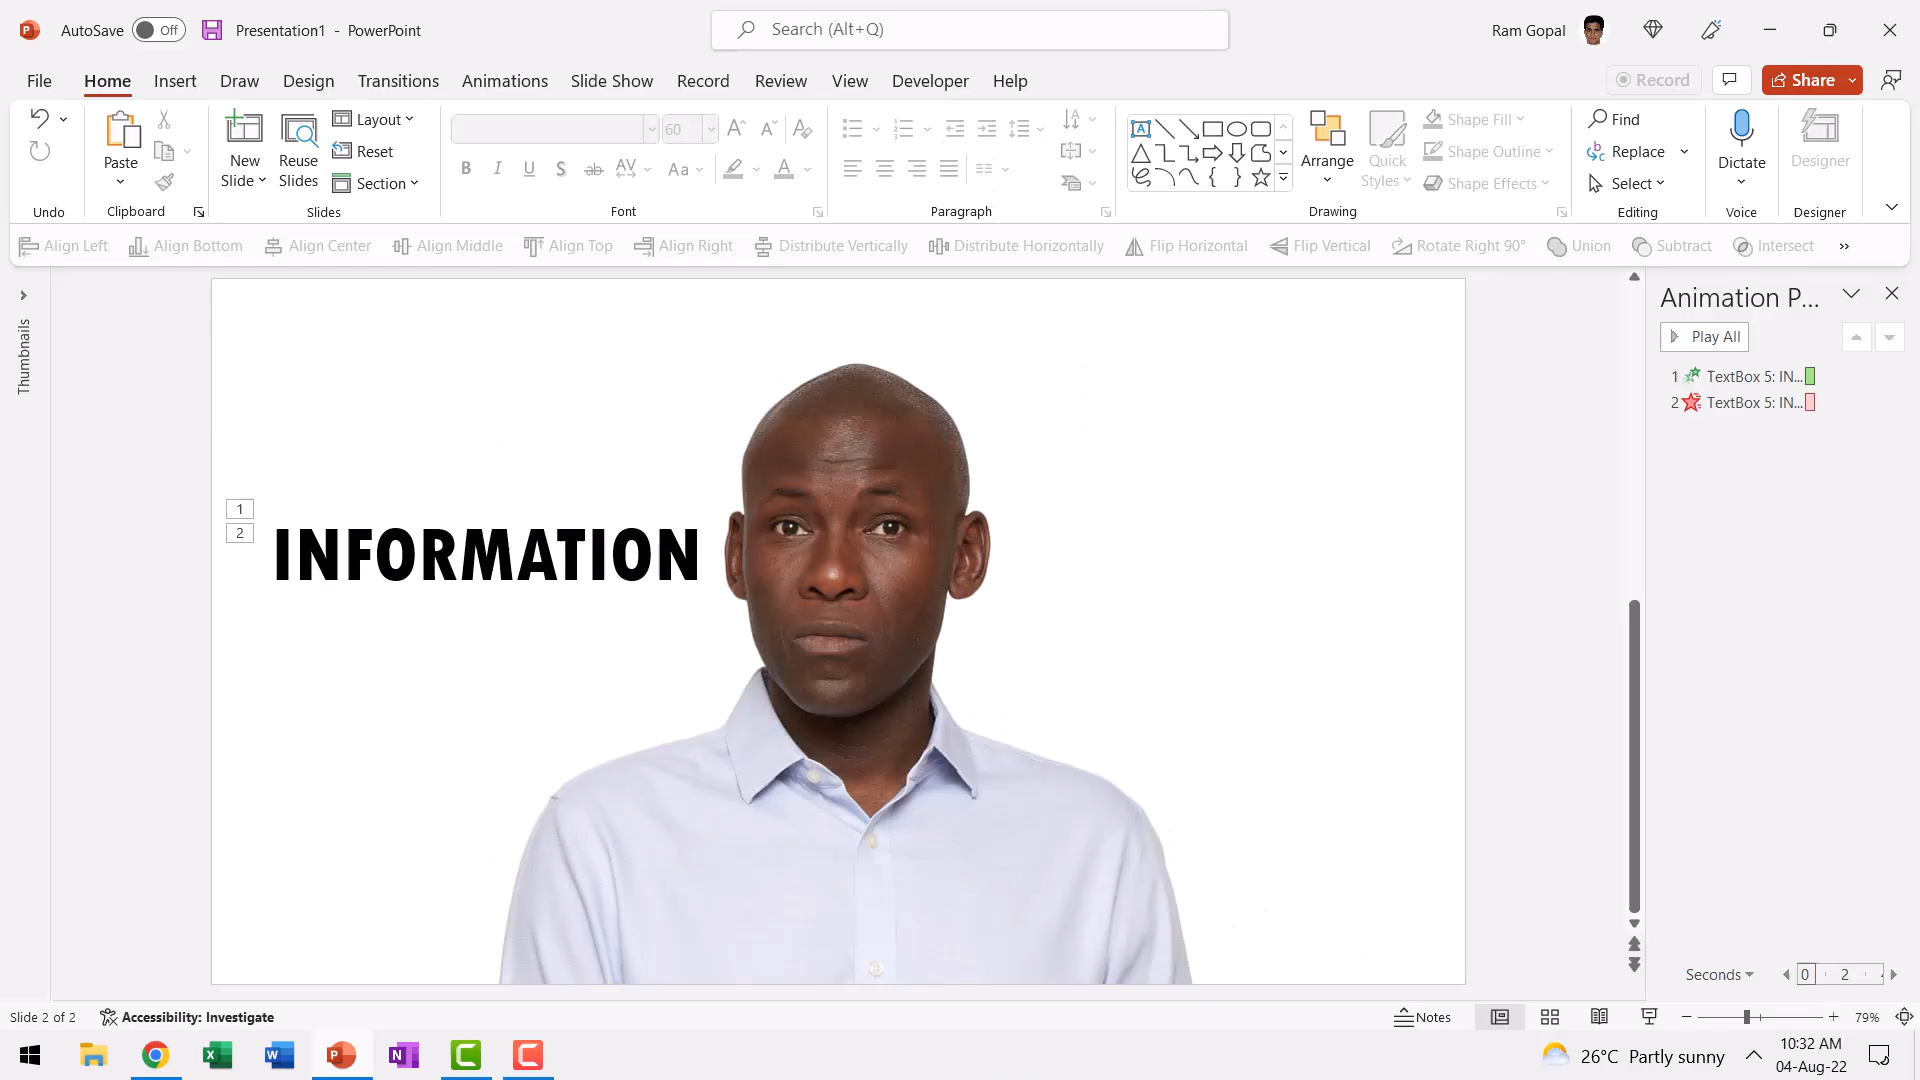 AutoSave Off Presentation1 - PowerPoint Search (Alt+Q) Ram Gopal
File Home Insert Draw Design Transitions Animations Slide Show Record Review View Developer Help Record Share
Undo
Paste
Clipboard
New
Slide
Reuse
Slides
Layout
Reset
Section
Slides
60
B I U S ab AV Aa A
Font
Paragraph
Arrange
Quick
Styles
Shape Fill
Shape Outline
Shape Effects
Drawing
Find
Replace
Select
Editing
Dictate
Voice
Designer
Designer
Align Left Align Bottom Align Center Align Middle Align Top Align Right Distribute Vertically Distribute Horizontally Flip Horizontal Flip Vertical Rotate Right 90° Union Subtract Intersect »
Thumbnails
1
2
INFORMATION
Animation P...
Play All
1 TextBox 5: IN...
2 TextBox 5: IN...
Seconds 0 2
Slide 2 of 2 Accessibility: Investigate Notes 79%
26°C Partly sunny
10:32 AM
04-Aug-22